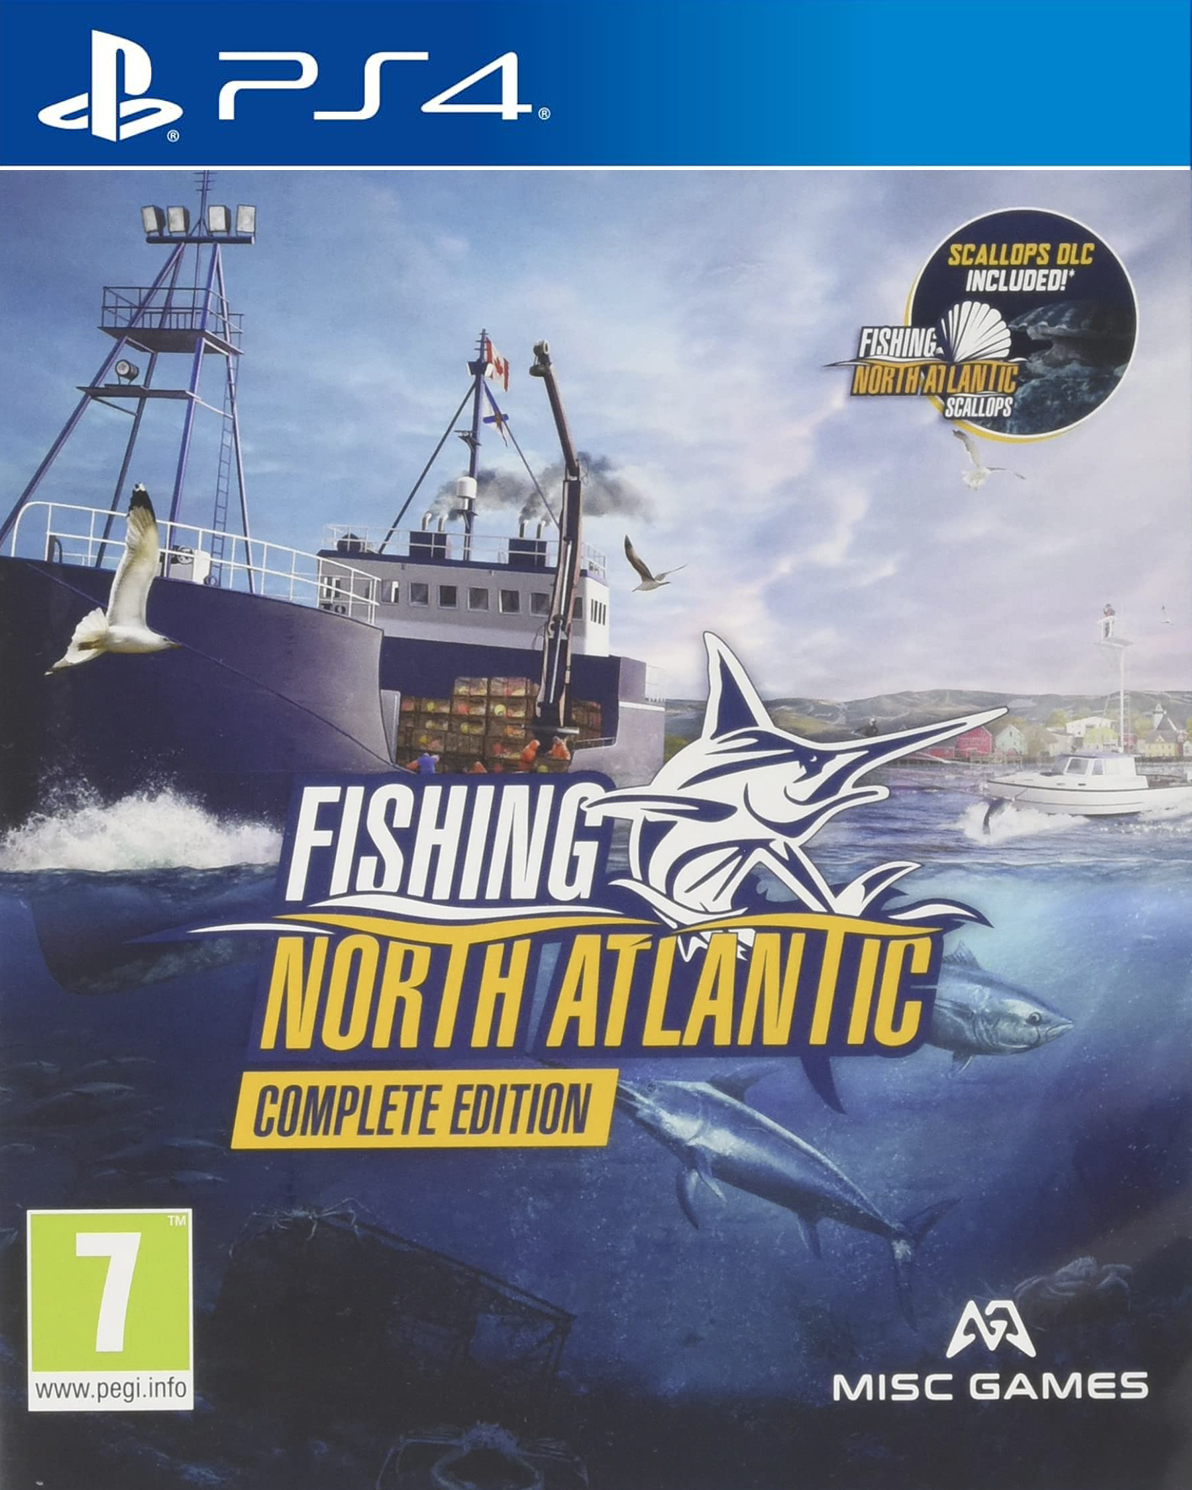 PS4®
®
SCALLOPS DLC
INCLUDED!*
FISHING
NORTH ATLANTIC
SCALLOPS
FISHING
NORTH ATLANTIC
COMPLETE EDITION
7
TM
www.pegi.info
MISC GAMES